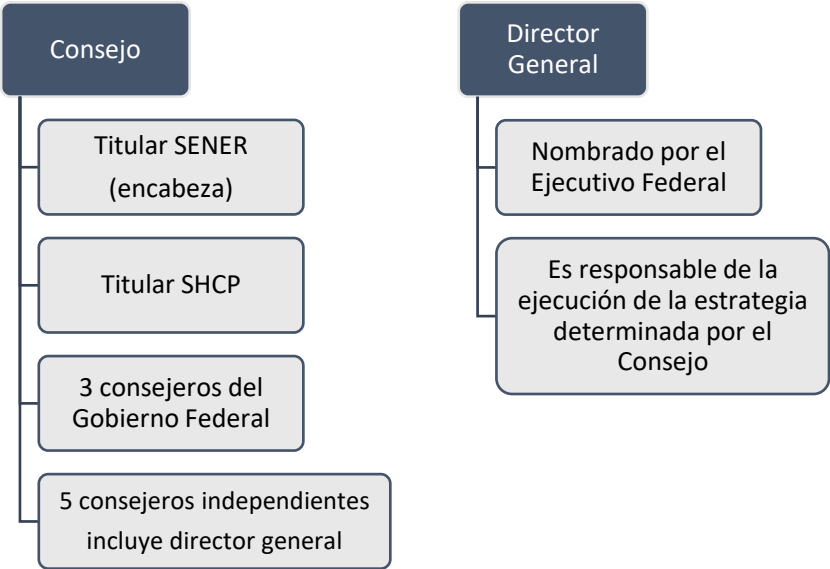 Consejo
Titular SENER
(encabeza)
Titular SHCP
3 consejeros del
Gobierno Federal
5 consejeros independientes
incluye director general
Director
General
Nombrado por el
Ejecutivo Federal
Es responsable de la
ejecución de la estrategia
determinada por el
Consejo